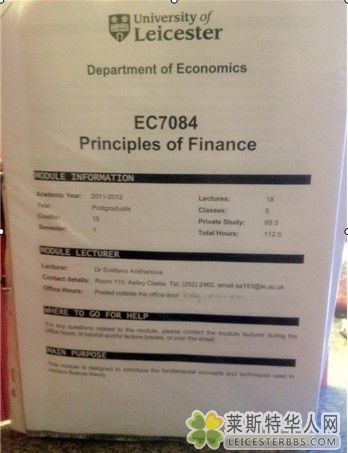 University of
Leicester
Department of Economics
EC7084
Principles of Finance
MODULE INFORMATION
Academic Year: 2011-2012
Lectures: 18
Year: Postgraduate
Classes: 5
Credits: 15
Private Study: 89.5
Semester: 1
Total Hours: 112.5
MODULE LECTURER
Lecturer: Dr Svetlana Andrianova
Contact details: Room 110, Astley Clarke, Tel. (252) 2462, email sa153@le.ac.uk
Office Hours: Posted outside the office door
WHERE TO GO FOR HELP
For any questions related to the module, please contact the module lecturer during the
office hours, in tutorial and/or lecture breaks, or over the email.
MAIN PURPOSE
This module is designed to introduce the fundamental concepts and techniques used in
modern finance theory.
莱斯特华人网
LEICESTERBBS.COM